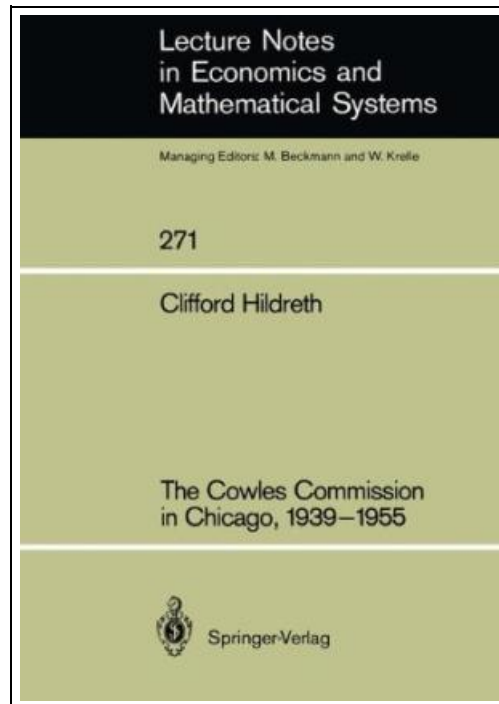 Lecture Notes
in Economics and
Mathematical Systems
Managing Editors: M. Beckmann and W. Krelle
271
Clifford Hildreth
The Cowles Commission
in Chicago, 1939–1955
Springer-Verlag